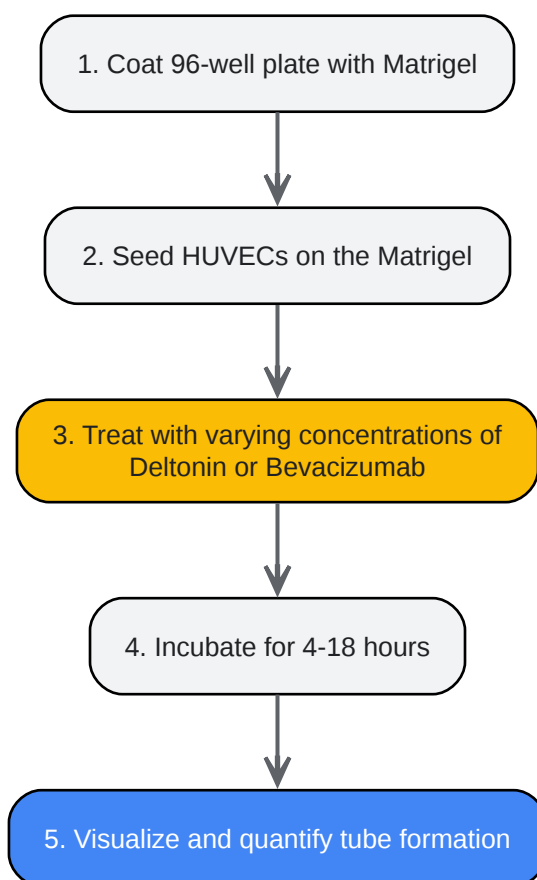 1. Coat 96-well plate with Matrigel
2. Seed HUVECs on the Matrigel
3. Treat with varying concentrations of
Deltonin or Bevacizumab
4. Incubate for 4-18 hours
5. Visualize and quantify tube formation